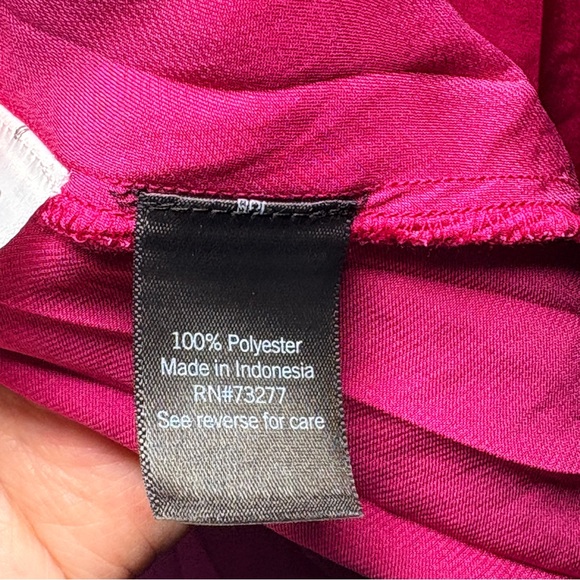 100% Polyester
Made in Indonesia
RN#73277
See reverse for care